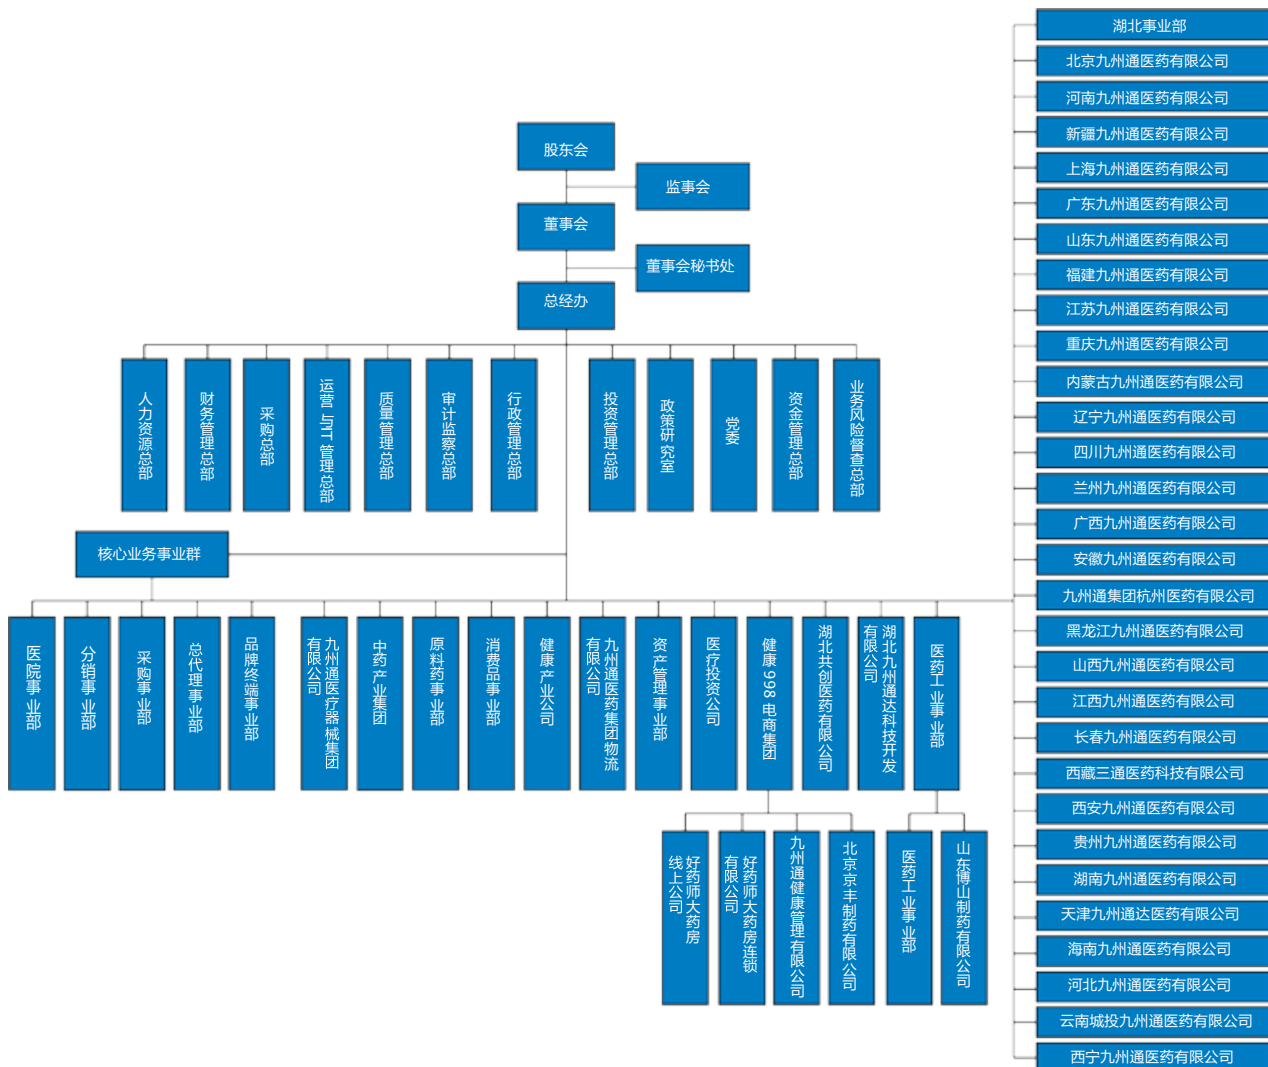 股东会
监事会
董事会
董事会秘书处
总经办
人力资源总部
财务管理总部
采购总部
运营与IT管理总部
质量管理总部
审计监察总部
行政管理总部
投资管理总部
政策研究室
党委
资金管理总部
业务风险督查总部
核心业务事业群
医院事业部
分销事业部
采购事业部
总代理事业部
品牌终端事业部
九州通医疗器械集团
有限公司
中药产业集团
原料药事业部
消费品事业部
健康产业公司
九州通医药集团物流
有限公司
资产管理事业部
医疗投资公司
健康998电商集团
湖北共创医药有限公司
湖北九州通达科技开发
有限公司
医药工业事业部
好药师大药房
线上公司
好药师大药房连锁
有限公司
九州通健康管理有限公司
北京京丰制药有限公司
医药工业事业部
山东博山制药有限公司
湖北事业部
北京九州通医药有限公司
河南九州通医药有限公司
新疆九州通医药有限公司
上海九州通医药有限公司
广东九州通医药有限公司
山东九州通医药有限公司
福建九州通医药有限公司
江苏九州通医药有限公司
重庆九州通医药有限公司
内蒙古九州通医药有限公司
辽宁九州通医药有限公司
四川九州通医药有限公司
兰州九州通医药有限公司
广西九州通医药有限公司
安徽九州通医药有限公司
九州通集团杭州医药有限公司
黑龙江九州通医药有限公司
山西九州通医药有限公司
江西九州通医药有限公司
长春九州通医药有限公司
西藏三通医药科技有限公司
西安九州通医药有限公司
贵州九州通医药有限公司
湖南九州通医药有限公司
天津九州通达医药有限公司
海南九州通医药有限公司
河北九州通医药有限公司
云南城投九州通医药有限公司
西宁九州通医药有限公司